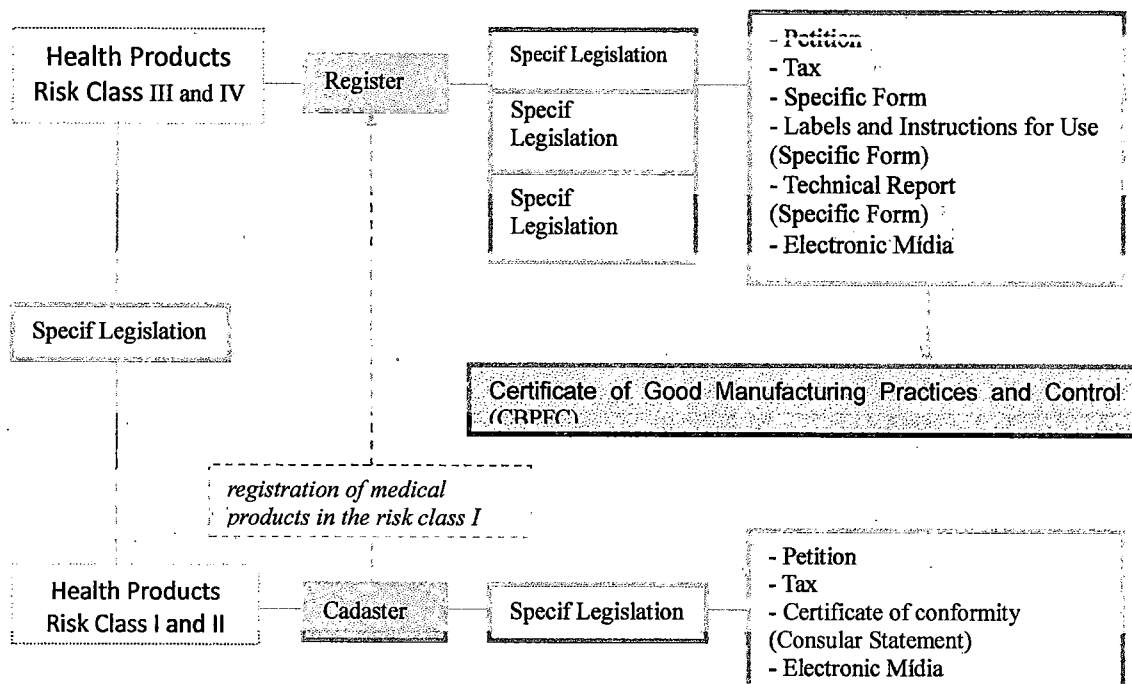 Health Products
Risk Class III and IV
Register
Specif Legislation
Specif
Legislation
Specif
Legislation
- Petition
- Tax
- Specific Form
- Labels and Instructions for Use
(Specific Form)
- Technical Report
(Specific Form)
- Electronic Mídia
Specif Legislation
Certificate of Good Manufacturing Practices and Control
(CBPFC)
registration of medical
products in the risk class I
Health Products
Risk Class I and II
Cadaster
Specif Legislation
- Petition
- Tax
- Certificate of conformity
(Consular Statement)
- Electronic Mídia